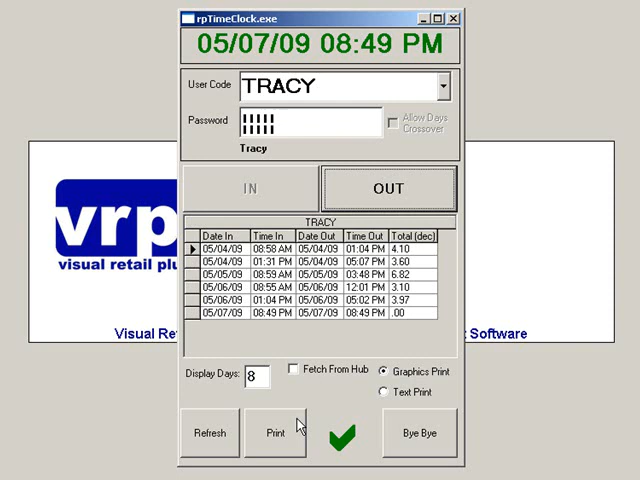 rpTimeClock.exe
05/07/09 08:49 PM
User Code TRACY
Password
Allow Days
Crossover
Tracy
IN OUT
TRACY
Date In Time In Date Out Time Out Total (dec)
05/04/09 08:58 AM 05/04/09 01:04 PM 4.10
05/04/09 01:31 PM 05/04/09 05:07 PM 3.60
05/05/09 08:59 AM 05/05/09 03:48 PM 6.82
05/06/09 08:55 AM 05/06/09 12:01 PM 3.10
05/06/09 01:04 PM 05/06/09 05:02 PM 3.97
05/07/09 08:49 PM 05/07/09 08:49 PM .00
Display Days: 8
Fetch From Hub
Graphics Print
Text Print
Refresh Print Bye Bye
vrp
visual retail plu
Visual Re
t Software